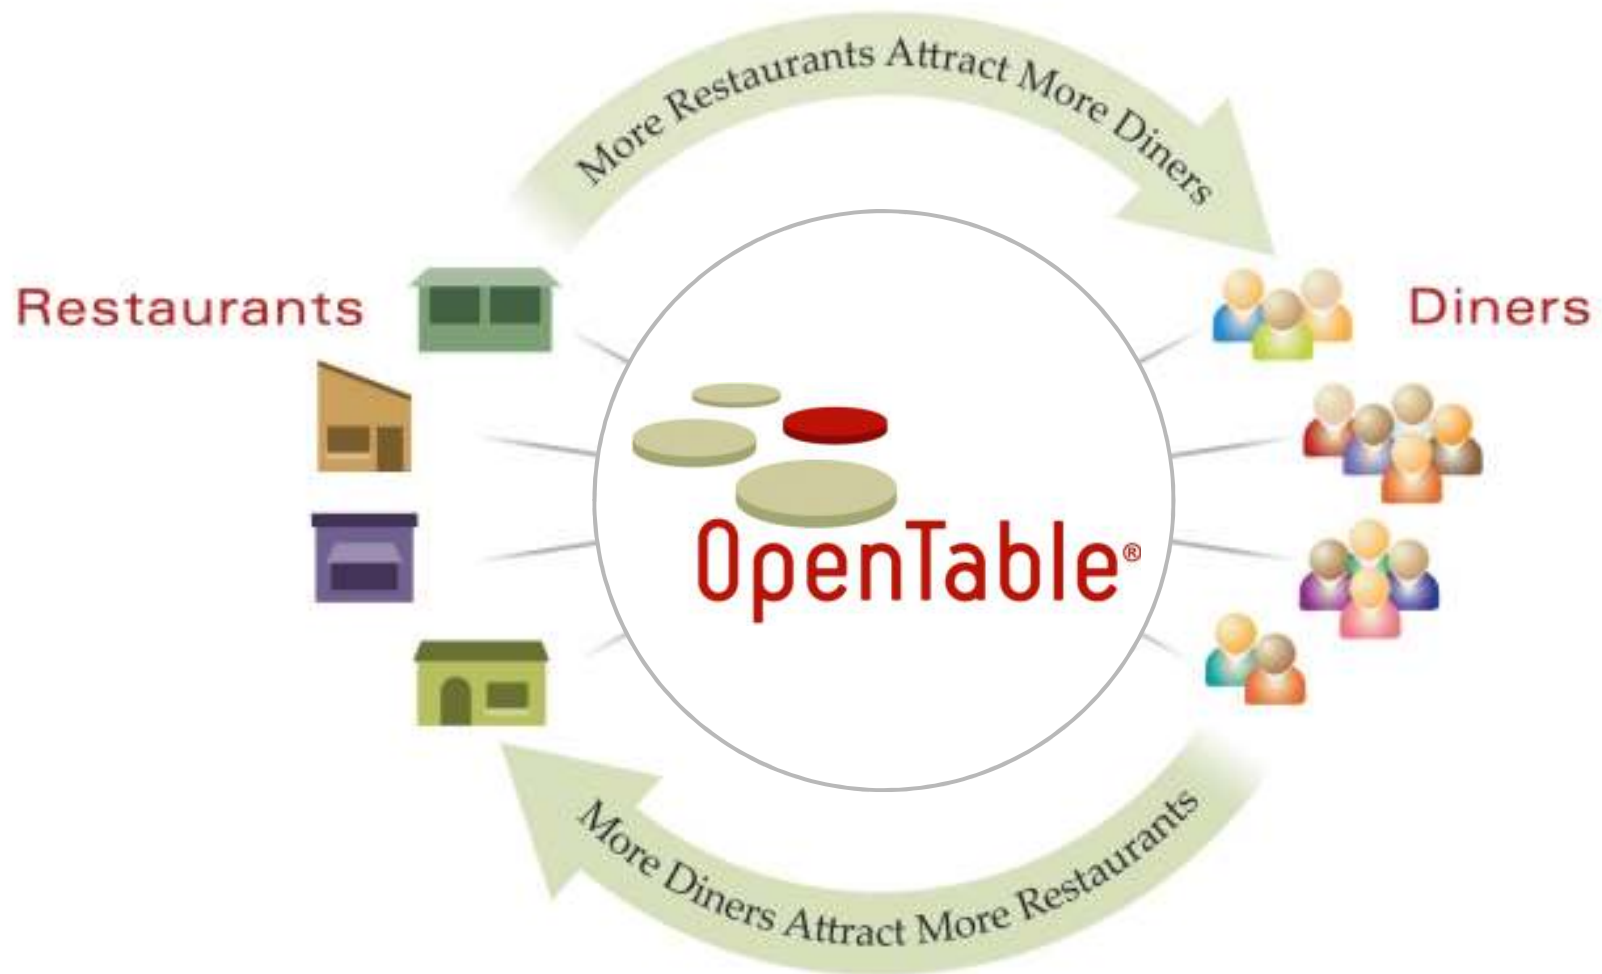 More Restaurants Attract More Diners
Restaurants
Diners
OpenTable®
More Diners Attract More Restaurants